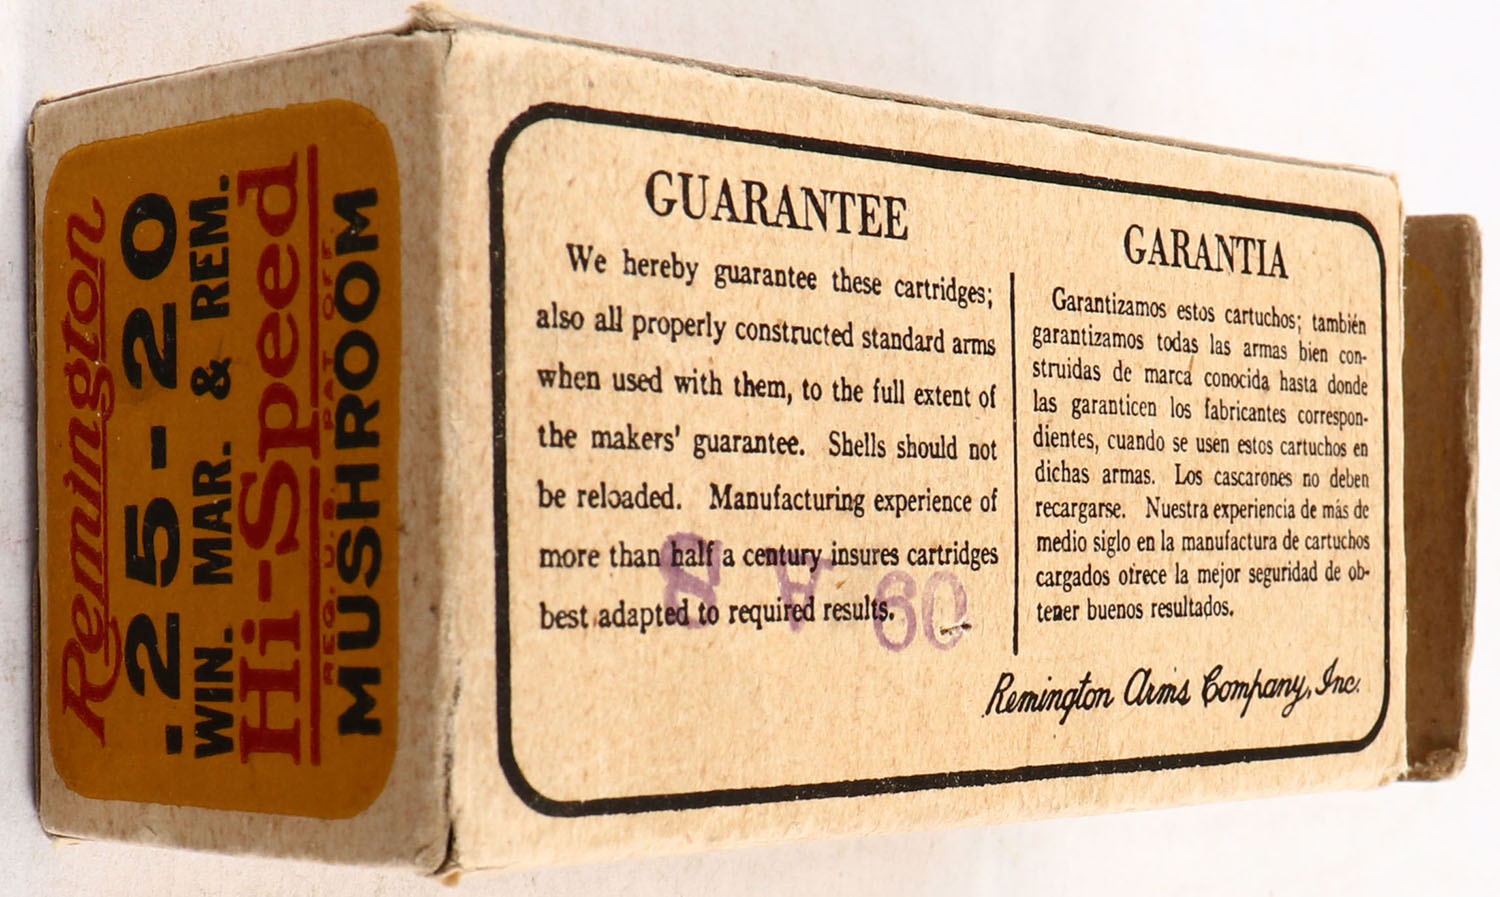 Remington
.25-20
WIN. MAR. & REM.
Hi-Speed
REG. U.S. PAT. OFF.
MUSHROOM
GUARANTEE
We hereby guarantee these cartridges;
also all properly constructed standard arms
when used with them, to the full extent of
the makers' guarantee. Shells should not
be reloaded. Manufacturing experience of
more than half a century insures cartridges
best adapted to required results.
GARANTIA
Garantizamos estos cartuchos; también
garantizamos todas las armas bien con-
struidas de marca conocida hasta donde
las garanticen los fabricantes correspon-
dientes, cuando se usen estos cartuchos en
dichas armas. Los cascarones no deben
recargarse. Nuestra experiencia de más de
medio siglo en la manufactura de cartuchos
cargados ofrece la mejor seguridad de ob-
tener buenos resultados.
Remington Arms Company, Inc.